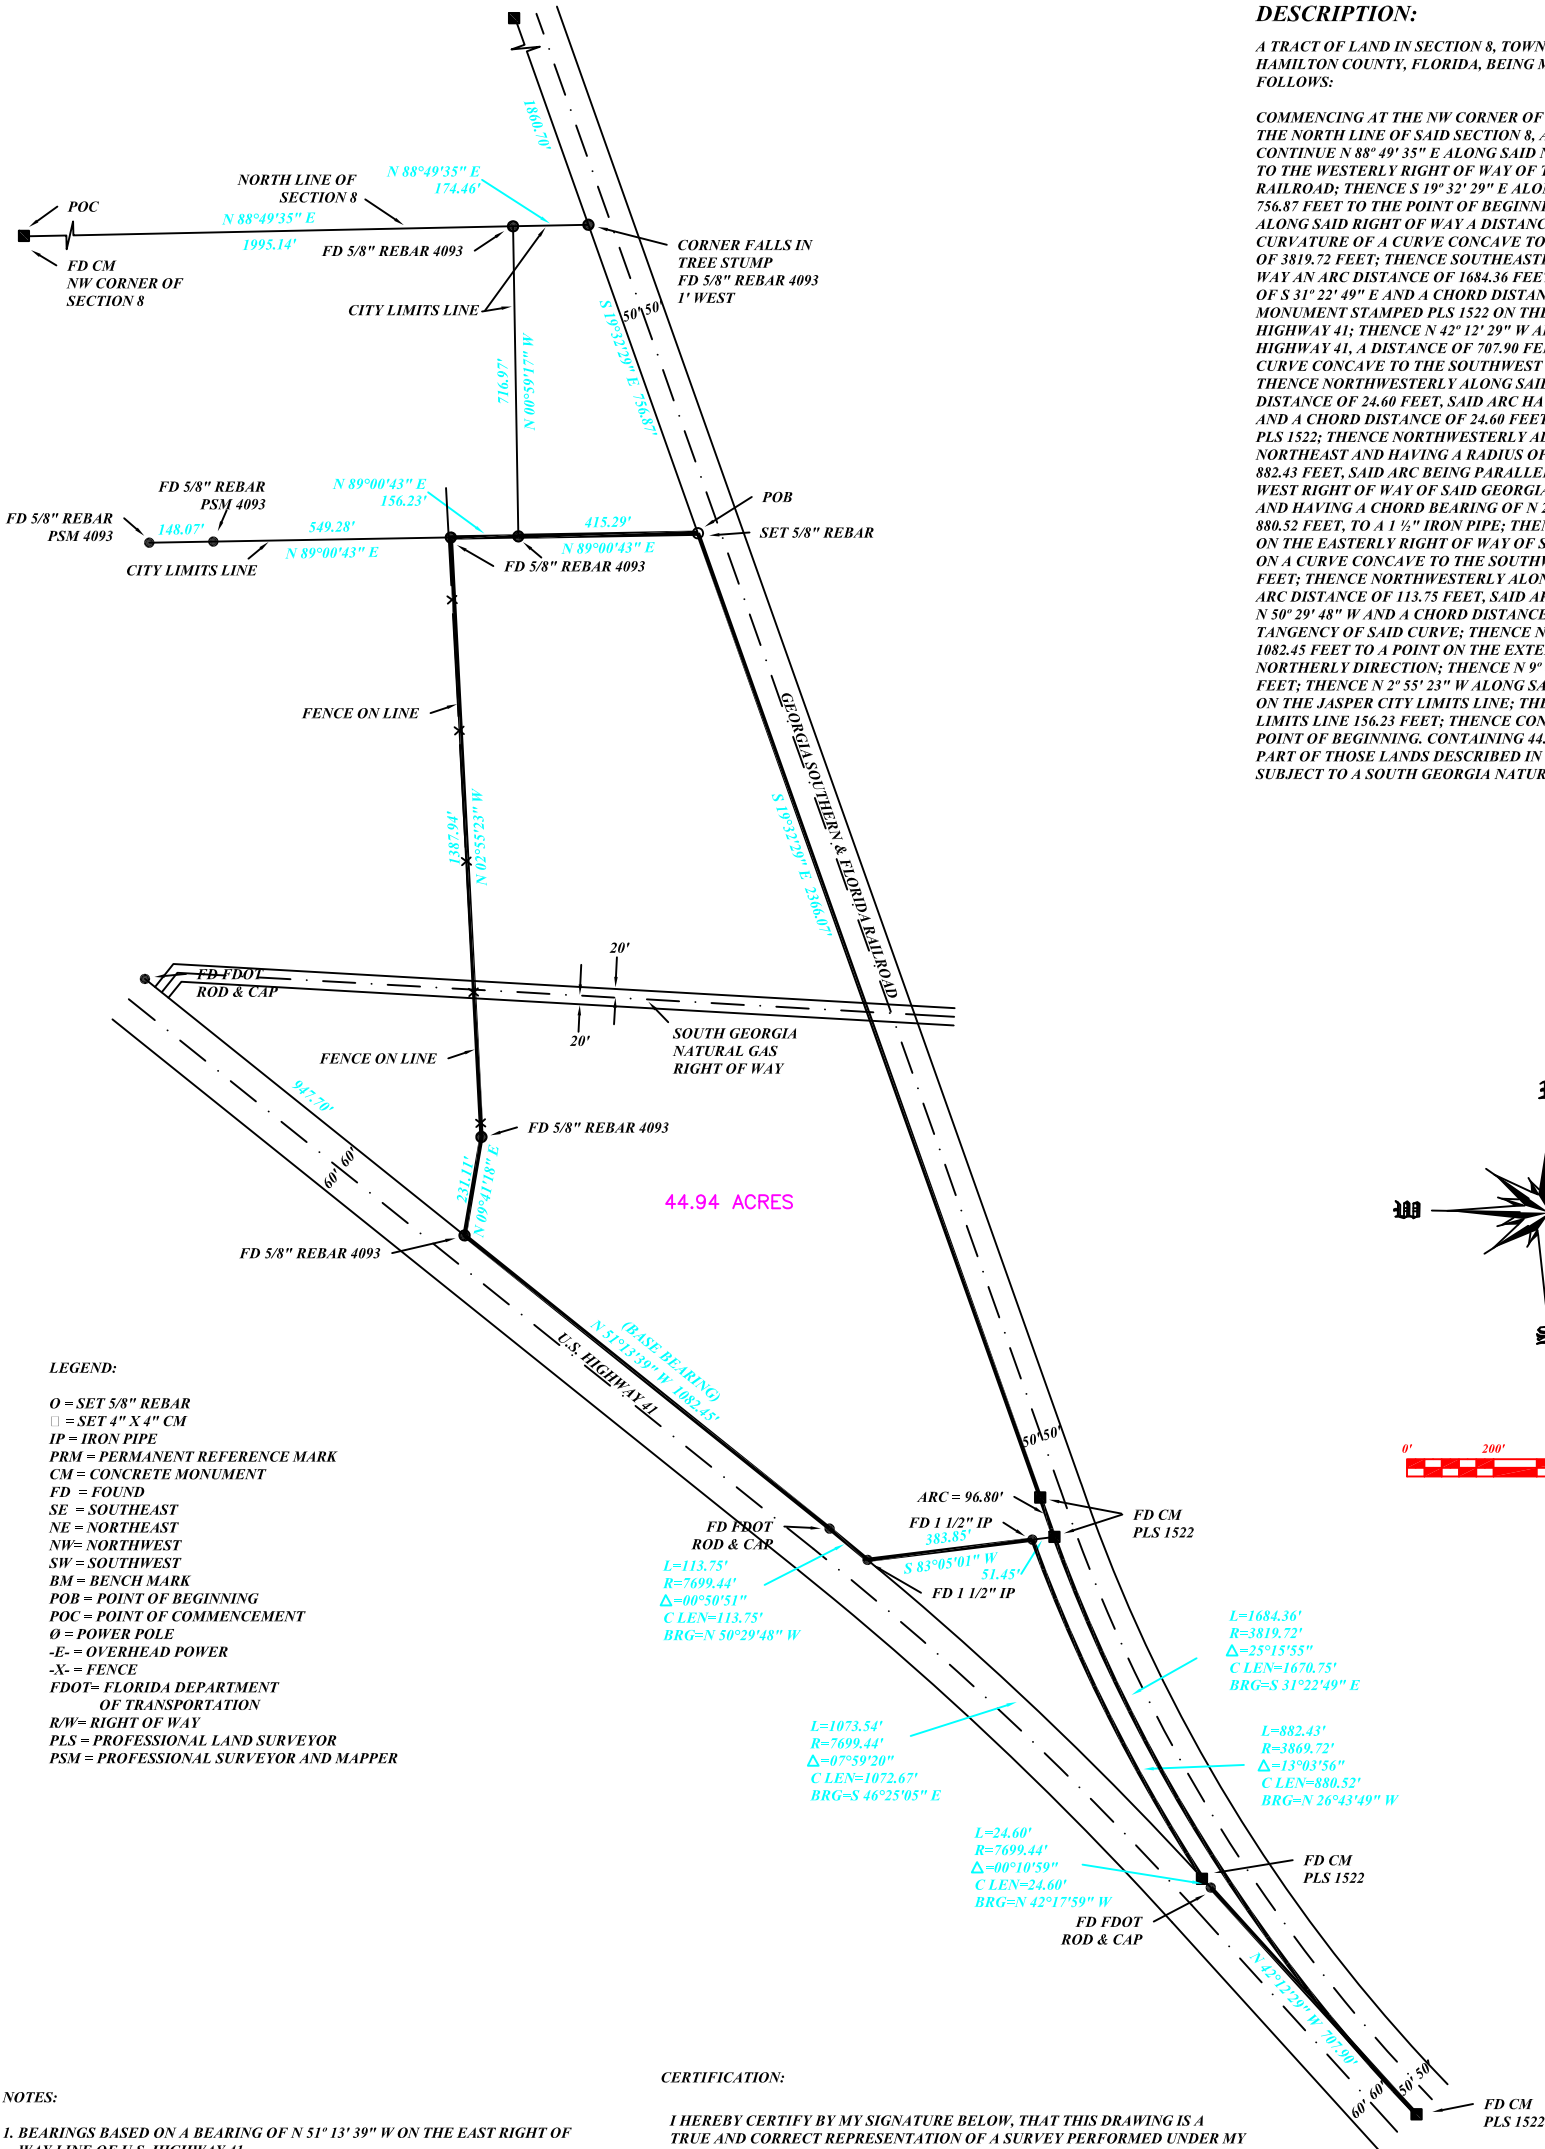 DESCRIPTION:
A TRACT OF LAND IN SECTION 8, TOWN
HAMILTON COUNTY, FLORIDA, BEING M
FOLLOWS:
COMMENCING AT THE NW CORNER OF
THE NORTH LINE OF SAID SECTION 8, A
CONTINUE N 88° 49' 35" E ALONG SAID N
TO THE WESTERLY RIGHT OF WAY OF T
RAILROAD; THENCE S 19° 32' 29" E ALON
756.87 FEET TO THE POINT OF BEGINNI
ALONG SAID RIGHT OF WAY A DISTANC
CURVATURE OF A CURVE CONCAVE TO
OF 3819.72 FEET; THENCE SOUTHEAST
WAY AN ARC DISTANCE OF 1684.36 FEE
OF S 31° 22' 49" E AND A CHORD DISTAN
MONUMENT STAMPED PLS 1522 ON THE
HIGHWAY 41; THENCE N 42° 12' 29" W A
HIGHWAY 41, A DISTANCE OF 707.90 FE
CURVE CONCAVE TO THE SOUTHWEST
THENCE NORTHWESTERLY ALONG SAI
DISTANCE OF 24.60 FEET, SAID ARC HA
AND A CHORD DISTANCE OF 24.60 FEET
PLS 1522; THENCE NORTHWESTERLY A
NORTHEAST AND HAVING A RADIUS OF
882.43 FEET, SAID ARC BEING PARALLE
WEST RIGHT OF WAY OF SAID GEORGIA
AND HAVING A CHORD BEARING OF N 2
880.52 FEET, TO A 1 ½" IRON PIPE; THEN
ON THE EASTERLY RIGHT OF WAY OF S
ON A CURVE CONCAVE TO THE SOUTHW
FEET; THENCE NORTHWESTERLY ALON
ARC DISTANCE OF 113.75 FEET, SAID A
N 50° 29' 48" W AND A CHORD DISTANCE
TANGENCY OF SAID CURVE; THENCE N
1082.45 FEET TO A POINT ON THE EXTE
NORTHERLY DIRECTION; THENCE N 9°
FEET; THENCE N 2° 55' 23" W ALONG SA
ON THE JASPER CITY LIMITS LINE; THE
LIMITS LINE 156.23 FEET; THENCE CON
POINT OF BEGINNING. CONTAINING 44.
PART OF THOSE LANDS DESCRIBED IN
SUBJECT TO A SOUTH GEORGIA NATUR
1860.70'
POC
NORTH LINE OF
SECTION 8
N 88°49'35" E
174.46'
N 88°49'35" E
1995.14'
FD 5/8" REBAR 4093
FD CM
NW CORNER OF
SECTION 8
CORNER FALLS IN
TREE STUMP
FD 5/8" REBAR 4093
1' WEST
CITY LIMITS LINE
50' 50'
S 19°32'29" E 756.87'
716.97'
N 00°59'17" W
FD 5/8" REBAR
PSM 4093
FD 5/8" REBAR
PSM 4093
148.07'
549.28'
N 89°00'43" E
N 89°00'43" E
156.23'
415.29'
N 89°00'43" E
POB
SET 5/8" REBAR
CITY LIMITS LINE
FD 5/8" REBAR 4093
FENCE ON LINE
1387.94'
N 02°55'23" W
GEORGIA SOUTHERN & FLORIDA RAILROAD
S 19°32'29" E 2366.07'
20'
FD FDOT
ROD & CAP
20'
SOUTH GEORGIA
NATURAL GAS
RIGHT OF WAY
FENCE ON LINE
947.70'
FD 5/8" REBAR 4093
60' 60'
231.11'
N 09°41'18" E
44.94 ACRES
FD 5/8" REBAR 4093
W
S
(BASE BEARING)
N 51°13'39" W 1082.45'
U.S. HIGHWAY 41
0' 200'
LEGEND:
O = SET 5/8" REBAR
□ = SET 4" X 4" CM
IP = IRON PIPE
PRM = PERMANENT REFERENCE MARK
CM = CONCRETE MONUMENT
FD = FOUND
SE = SOUTHEAST
NE = NORTHEAST
NW= NORTHWEST
SW = SOUTHWEST
BM = BENCH MARK
POB = POINT OF BEGINNING
POC = POINT OF COMMENCEMENT
Ø = POWER POLE
-E- = OVERHEAD POWER
-X- = FENCE
FDOT= FLORIDA DEPARTMENT
OF TRANSPORTATION
R/W= RIGHT OF WAY
PLS = PROFESSIONAL LAND SURVEYOR
PSM = PROFESSIONAL SURVEYOR AND MAPPER
50' 50'
ARC = 96.80'
FD CM
PLS 1522
FD FDOT
ROD & CAP
FD 1 1/2" IP
383.85'
S 83°05'01" W
51.45'
FD 1 1/2" IP
L=113.75'
R=7699.44'
Δ=00°50'51"
C LEN=113.75'
BRG=N 50°29'48" W
L=1684.36'
R=3819.72'
Δ=25°15'55"
C LEN=1670.75'
BRG=S 31°22'49" E
L=1073.54'
R=7699.44'
Δ=07°59'20"
C LEN=1072.67'
BRG=S 46°25'05" E
L=882.43'
R=3869.72'
Δ=13°03'56"
C LEN=880.52'
BRG=N 26°43'49" W
L=24.60'
R=7699.44'
Δ=00°10'59"
C LEN=24.60'
BRG=N 42°17'59" W
FD CM
PLS 1522
FD FDOT
ROD & CAP
N 42°12'29" W 707.90'
60' 60'
50' 50'
FD CM
PLS 1522
NOTES:
1. BEARINGS BASED ON A BEARING OF N 51° 13' 39" W ON THE EAST RIGHT OF
WAY LINE OF U.S. HIGHWAY 41
CERTIFICATION:
I HEREBY CERTIFY BY MY SIGNATURE BELOW, THAT THIS DRAWING IS A
TRUE AND CORRECT REPRESENTATION OF A SURVEY PERFORMED UNDER MY